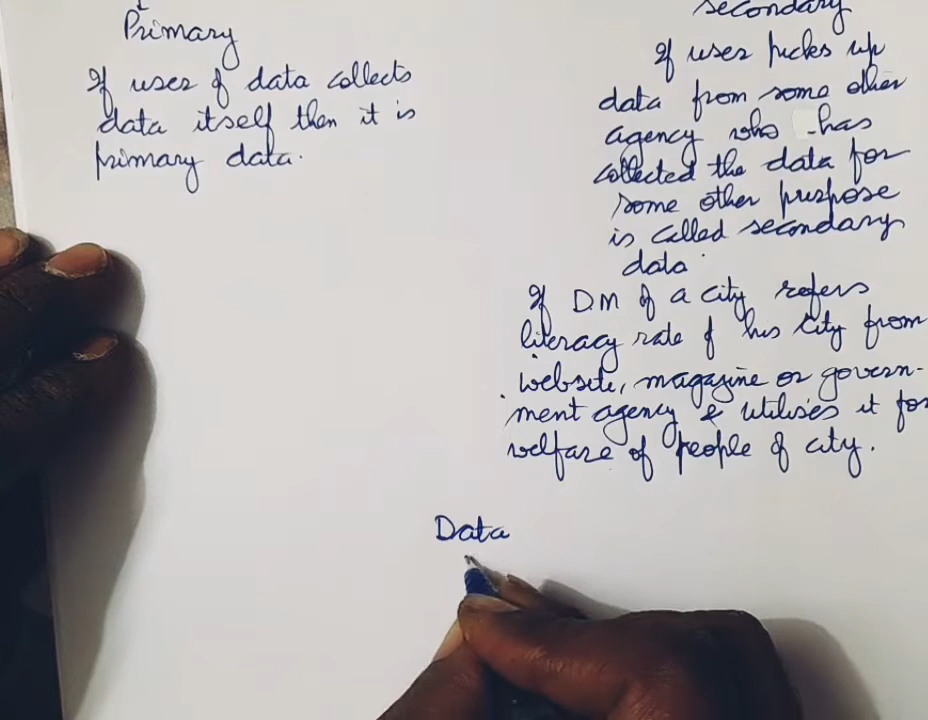 Primary
If user of data collects
data itself then it is
primary data.
secondary
If user picks up
data from some other
agency who has
collected the data for
some other purpose
is called secondary
data.
If D.M of a city refers
literacy rate of his city from
website, magazine or govern-
ment agency & utilises it for
welfare of people of city.
Data